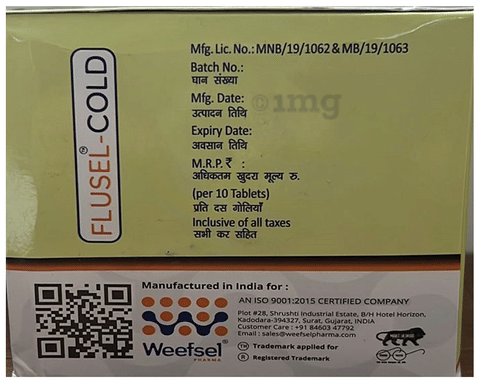 FLUSEL®-COLD
Mfg. Lic. No.: MNB/19/1062 & MB/19/1063
Batch No.:
घान संख्या
Mfg. Date:
उत्पादन तिथि
Expiry Date:
अवसान तिथि
M.R.P.₹ :
अधिकतम खुदरा मूल्य रु.
(per 10 Tablets)
प्रति दस गोलियाँ
Inclusive of all taxes
सभी कर सहित
©1mg
Manufactured in India for :
Weefsel®
PHARMA
AN ISO 9001:2015 CERTIFIED COMPANY
Plot #28, Shrushti Industrial Estate, B/H Hotel Horizon,
Kadodara-394327, Surat, Gujarat, INDIA
Customer Care : +91 84603 47792
Email : sales@weefselpharma.com
TM Trademark applied for
R Registered Trademark